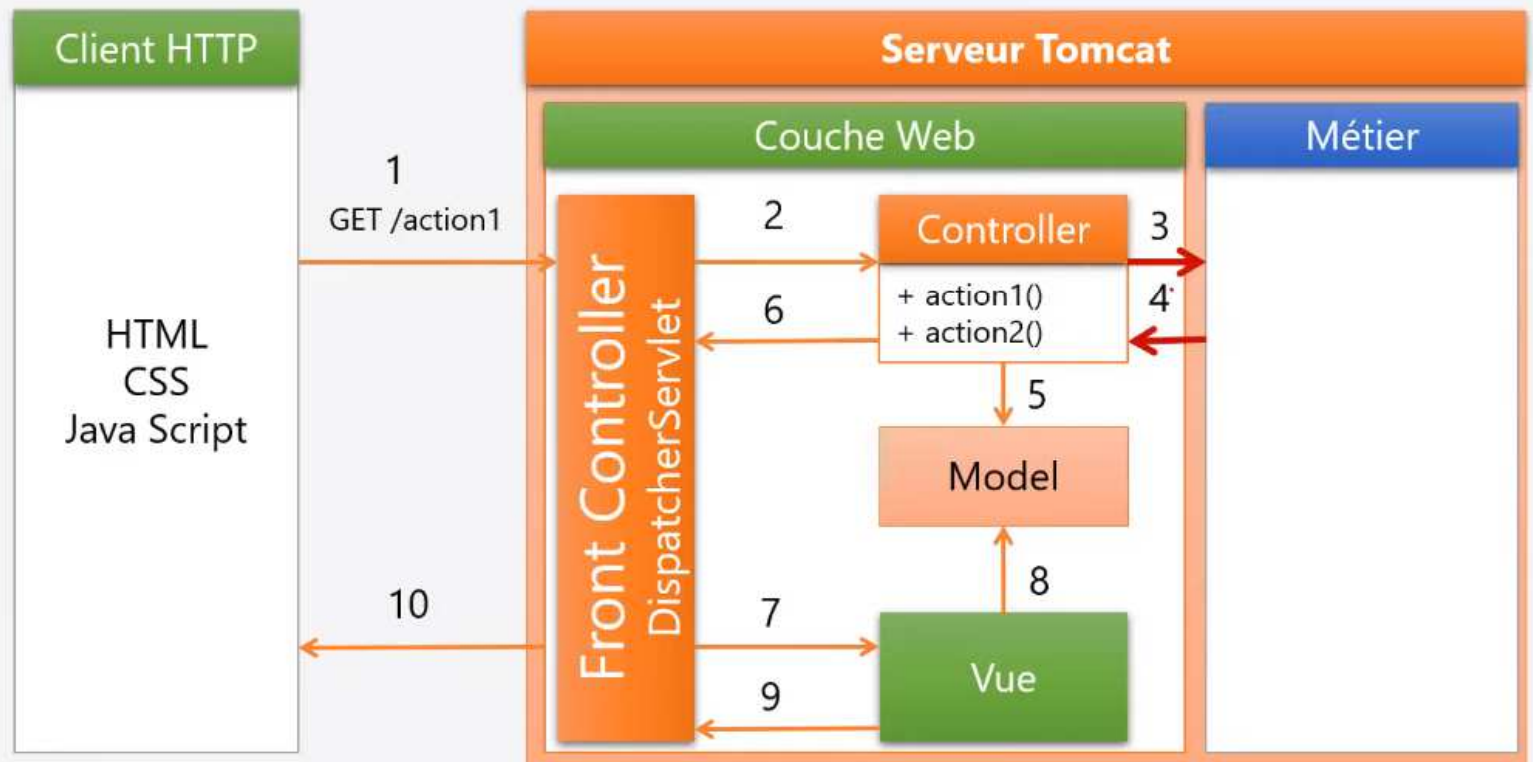 Client HTTP
Serveur Tomcat
Couche Web
Métier
1
GET /action1
2
Controller
3
+ action1()
+ action2()
4
6
HTML
CSS
Java Script
Front Controller
DispatcherServlet
5
Model
8
10
7
Vue
9